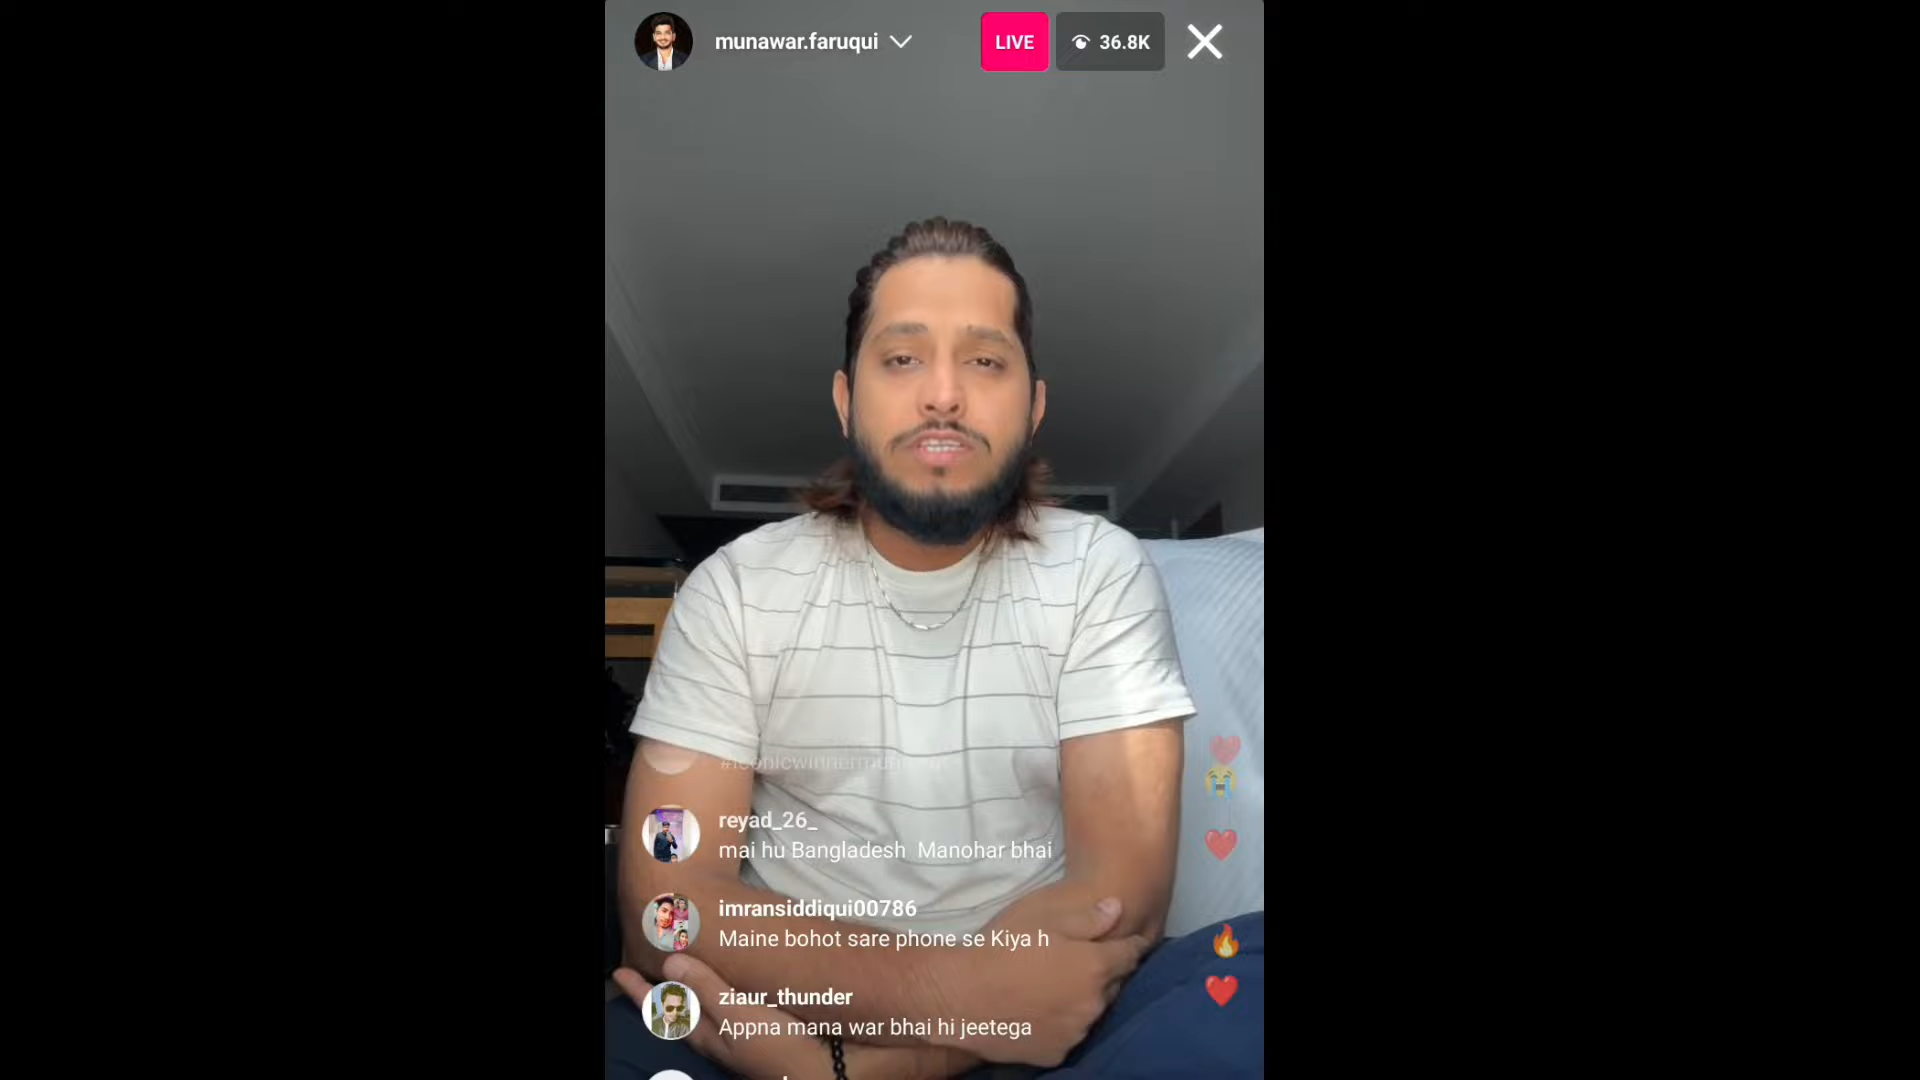 munawar.faruqui
LIVE
36.8K
reyad_26_
mai hu Bangladesh Manohar bhai
imransiddiqui00786
Maine bohot sare phone se Kiya h
ziaur_thunder
Appna mana war bhai hi jeetega